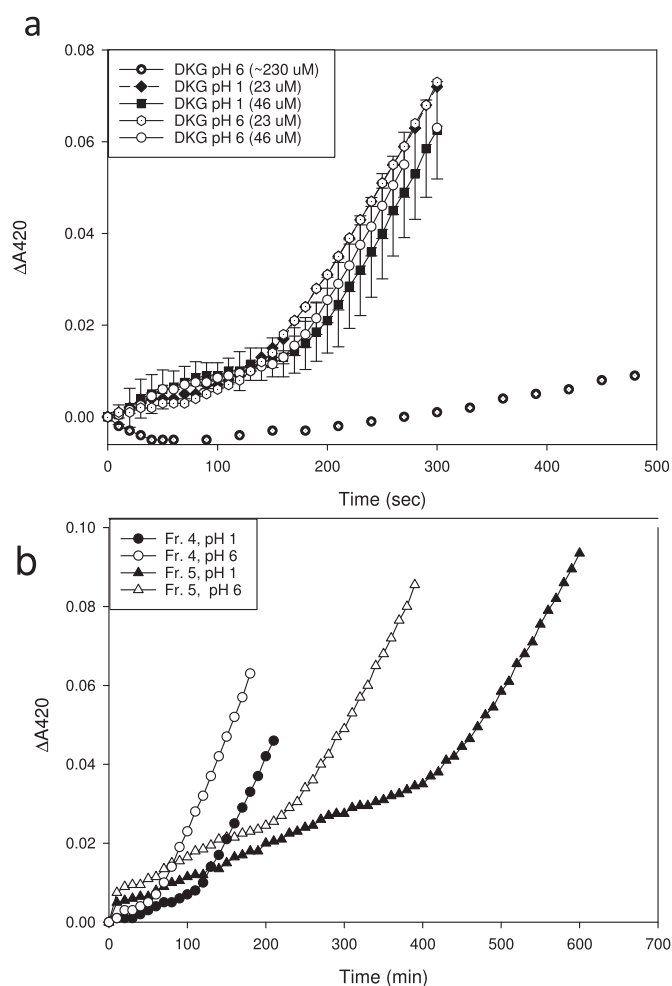 a
0.08
0.06
0.04
0.02
0.00
ΔA420
DKG pH 6 (~230 uM)
DKG pH 1 (23 uM)
DKG pH 1 (46 uM)
DKG pH 6 (23 uM)
DKG pH 6 (46 uM)
0 100 200 300 400 500
Time (sec)
b
0.10
0.08
0.06
0.04
0.02
0.00
ΔA420
Fr. 4, pH 1
Fr. 4, pH 6
Fr. 5, pH 1
Fr. 5, pH 6
0 100 200 300 400 500 600 700
Time (min)